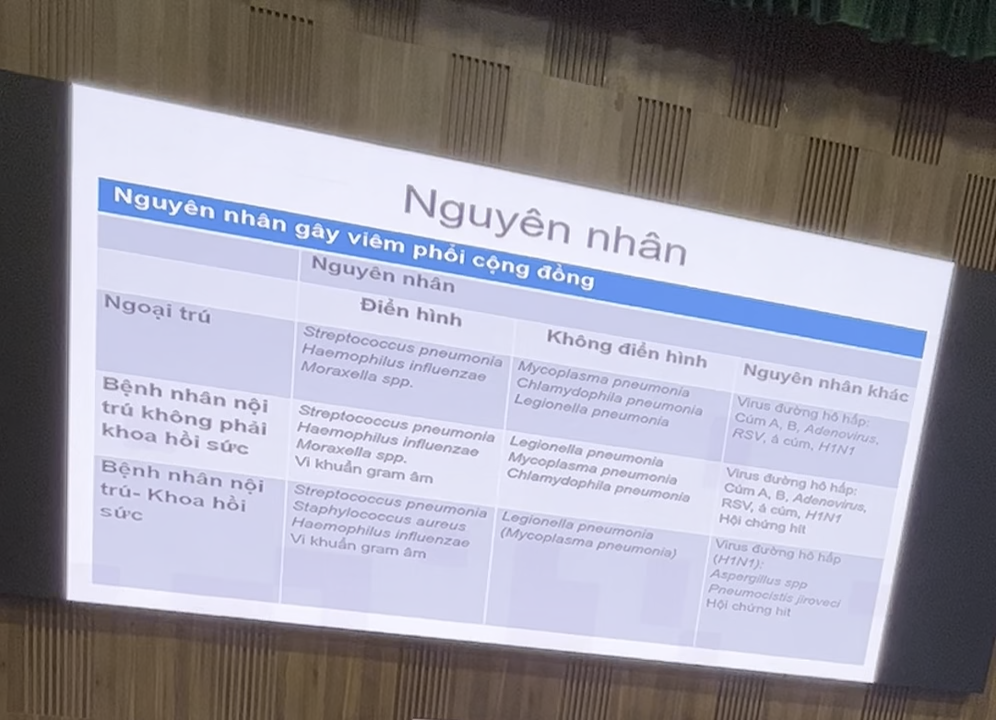 Nguyên nhân
Nguyên nhân gây viêm phổi cộng đồng
Nguyên nhân
Điển hình
Không điển hình
Nguyên nhân khác
Ngoại trú
Streptococcus pneumonia
Haemophilus influenzae
Moraxella spp.
Mycoplasma pneumonia
Chlamydophila pneumonia
Legionella pneumonia
Virus đường hô hấp:
Cúm A, B, Adenovirus,
RSV, á cúm, H1N1
Bệnh nhân nội
trú không phải
khoa hồi sức
Streptococcus pneumonia
Haemophilus influenzae
Moraxella spp.
Vi khuẩn gram âm
Legionella pneumonia
Mycoplasma pneumonia
Chlamydophila pneumonia
Virus đường hô hấp:
Cúm A, B, Adenovirus,
RSV, á cúm, H1N1
Hội chứng hít
Bệnh nhân nội
trú- Khoa hồi
sức
Streptococcus pneumonia
Staphylococcus aureus
Haemophilus influenzae
Vi khuẩn gram âm
Legionella pneumonia
(Mycoplasma pneumonia)
Virus đường hô hấp
(H1N1):
Aspergillus spp
Pneumocistis jiroveci
Hội chứng hít